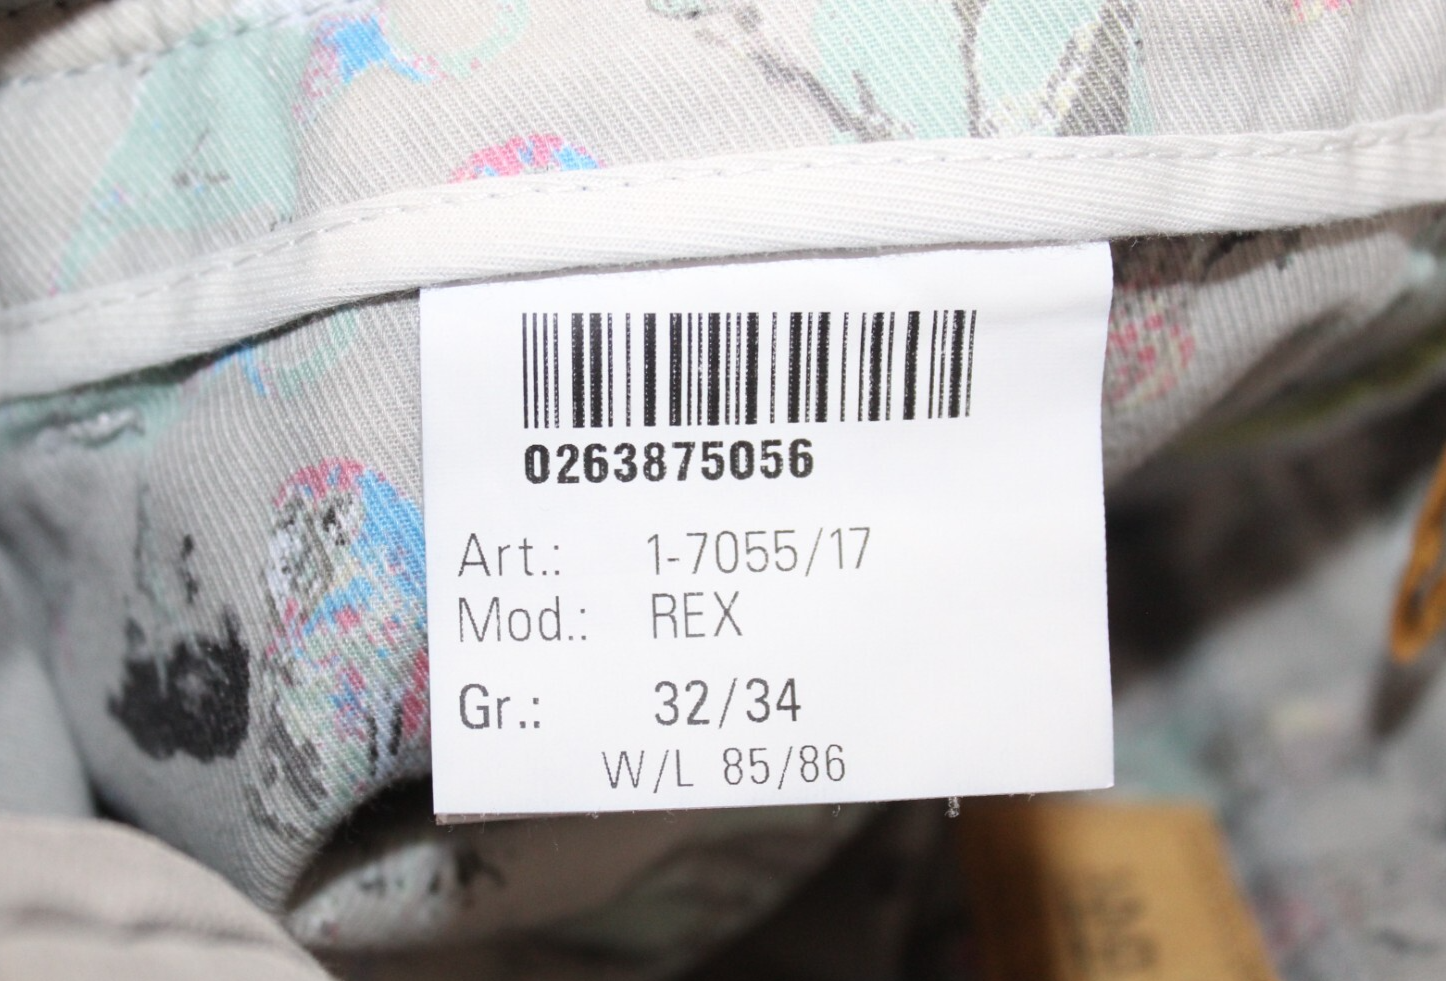 0263875056
Art.: 1-7055/17
Mod.: REX
Gr.: 32/34
W/L 85/86